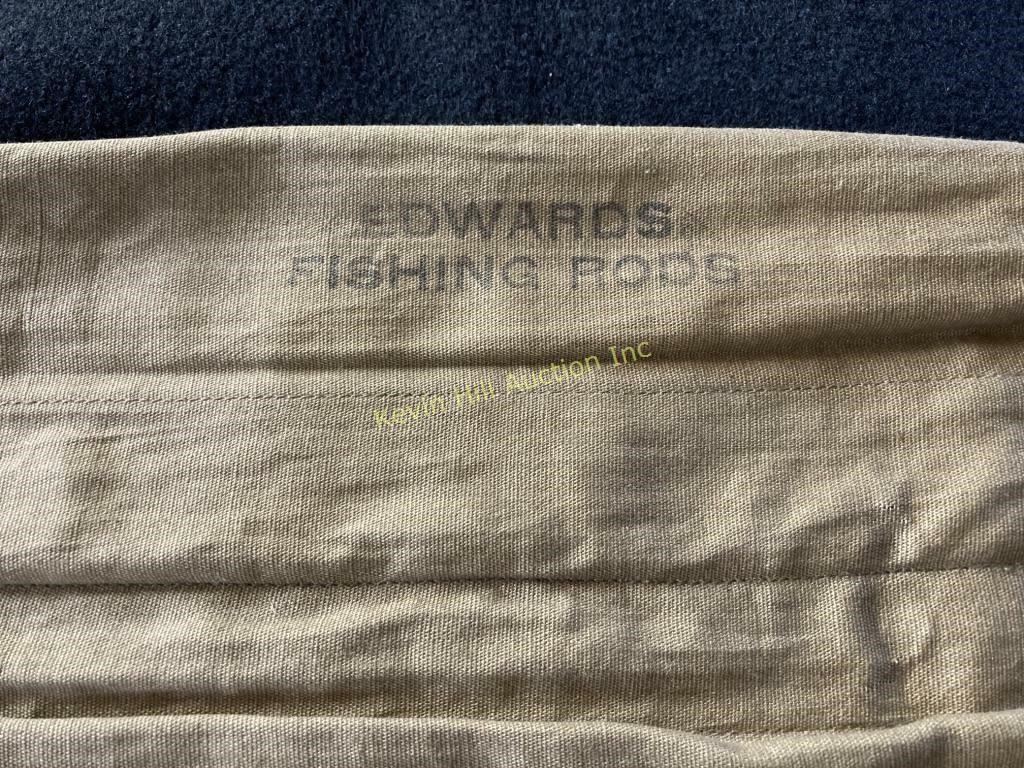 EDWARDS
FISHING RODS
Kevin Hill Auction Inc